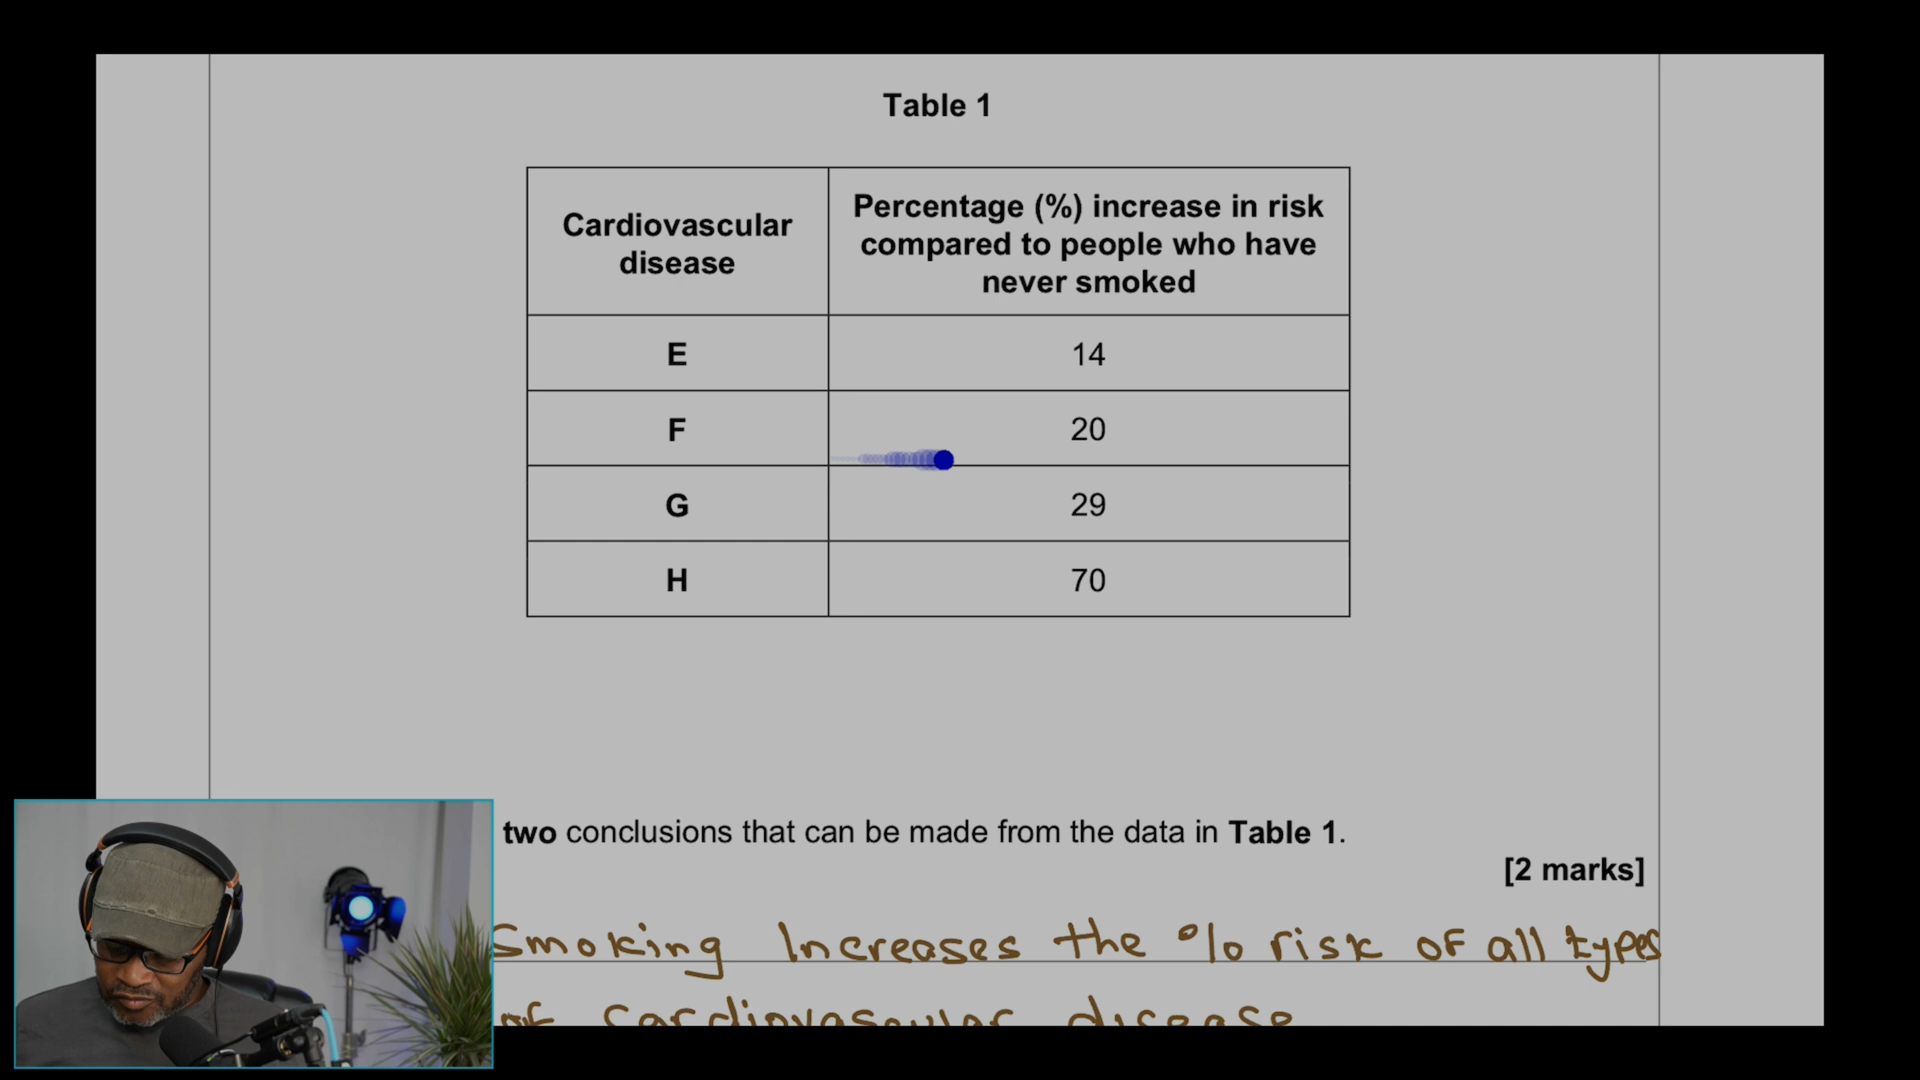 Table 1
Cardiovascular disease
Percentage (%) increase in risk compared to people who have never smoked
E 14
F 20
G 29
H 70
two conclusions that can be made from the data in Table 1.
[2 marks]
Smoking Increases the % risk of all types
of cardiovascular disease